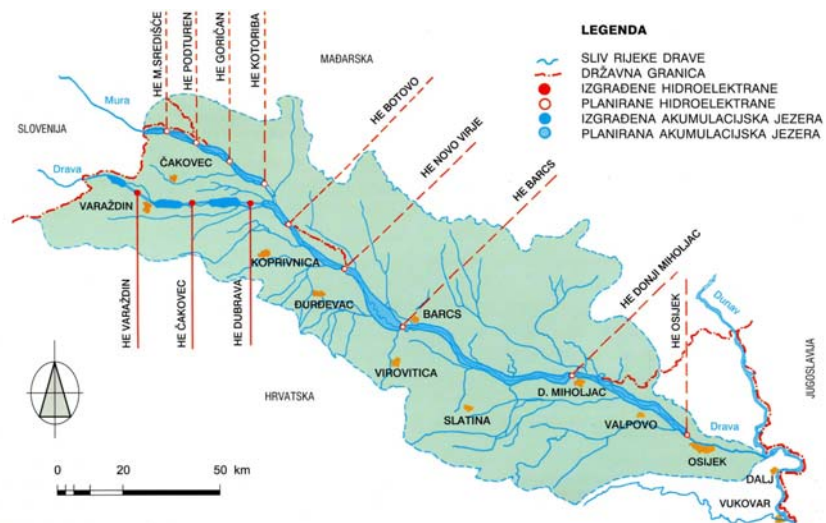 HE M.SREDIŠĆE
HE PODTUREN
HE GORIČAN
HE KOTORIBA
MAĐARSKA
LEGENDA
SLIV RIJEKE DRAVE
DRŽAVNA GRANICA
IZGRAĐENE HIDROELEKTRANE
PLANIRANE HIDROELEKTRANE
IZGRAĐENA AKUMULACIJSKA JEZERA
PLANIRANA AKUMULACIJSKA JEZERA
HE BOTOVO
HE NOVO VIRJE
HE BARCS
HE DONJI MIHOLJAC
HE OSIJEK
Mura
SLOVENIJA
Drava
ČAKOVEC
VARAŽDIN
KOPRIVNICA
ĐURĐEVAC
BARCS
VIROVITICA
SLATINA
D. MIHOLJAC
VALPOVO
OSIJEK
Drava
Dunav
JUGOSLAVIJA
DALJ
VUKOVAR
HE VARAŽDIN
HE ČAKOVEC
HE DUBRAVA
HRVATSKA
0 20 50 km